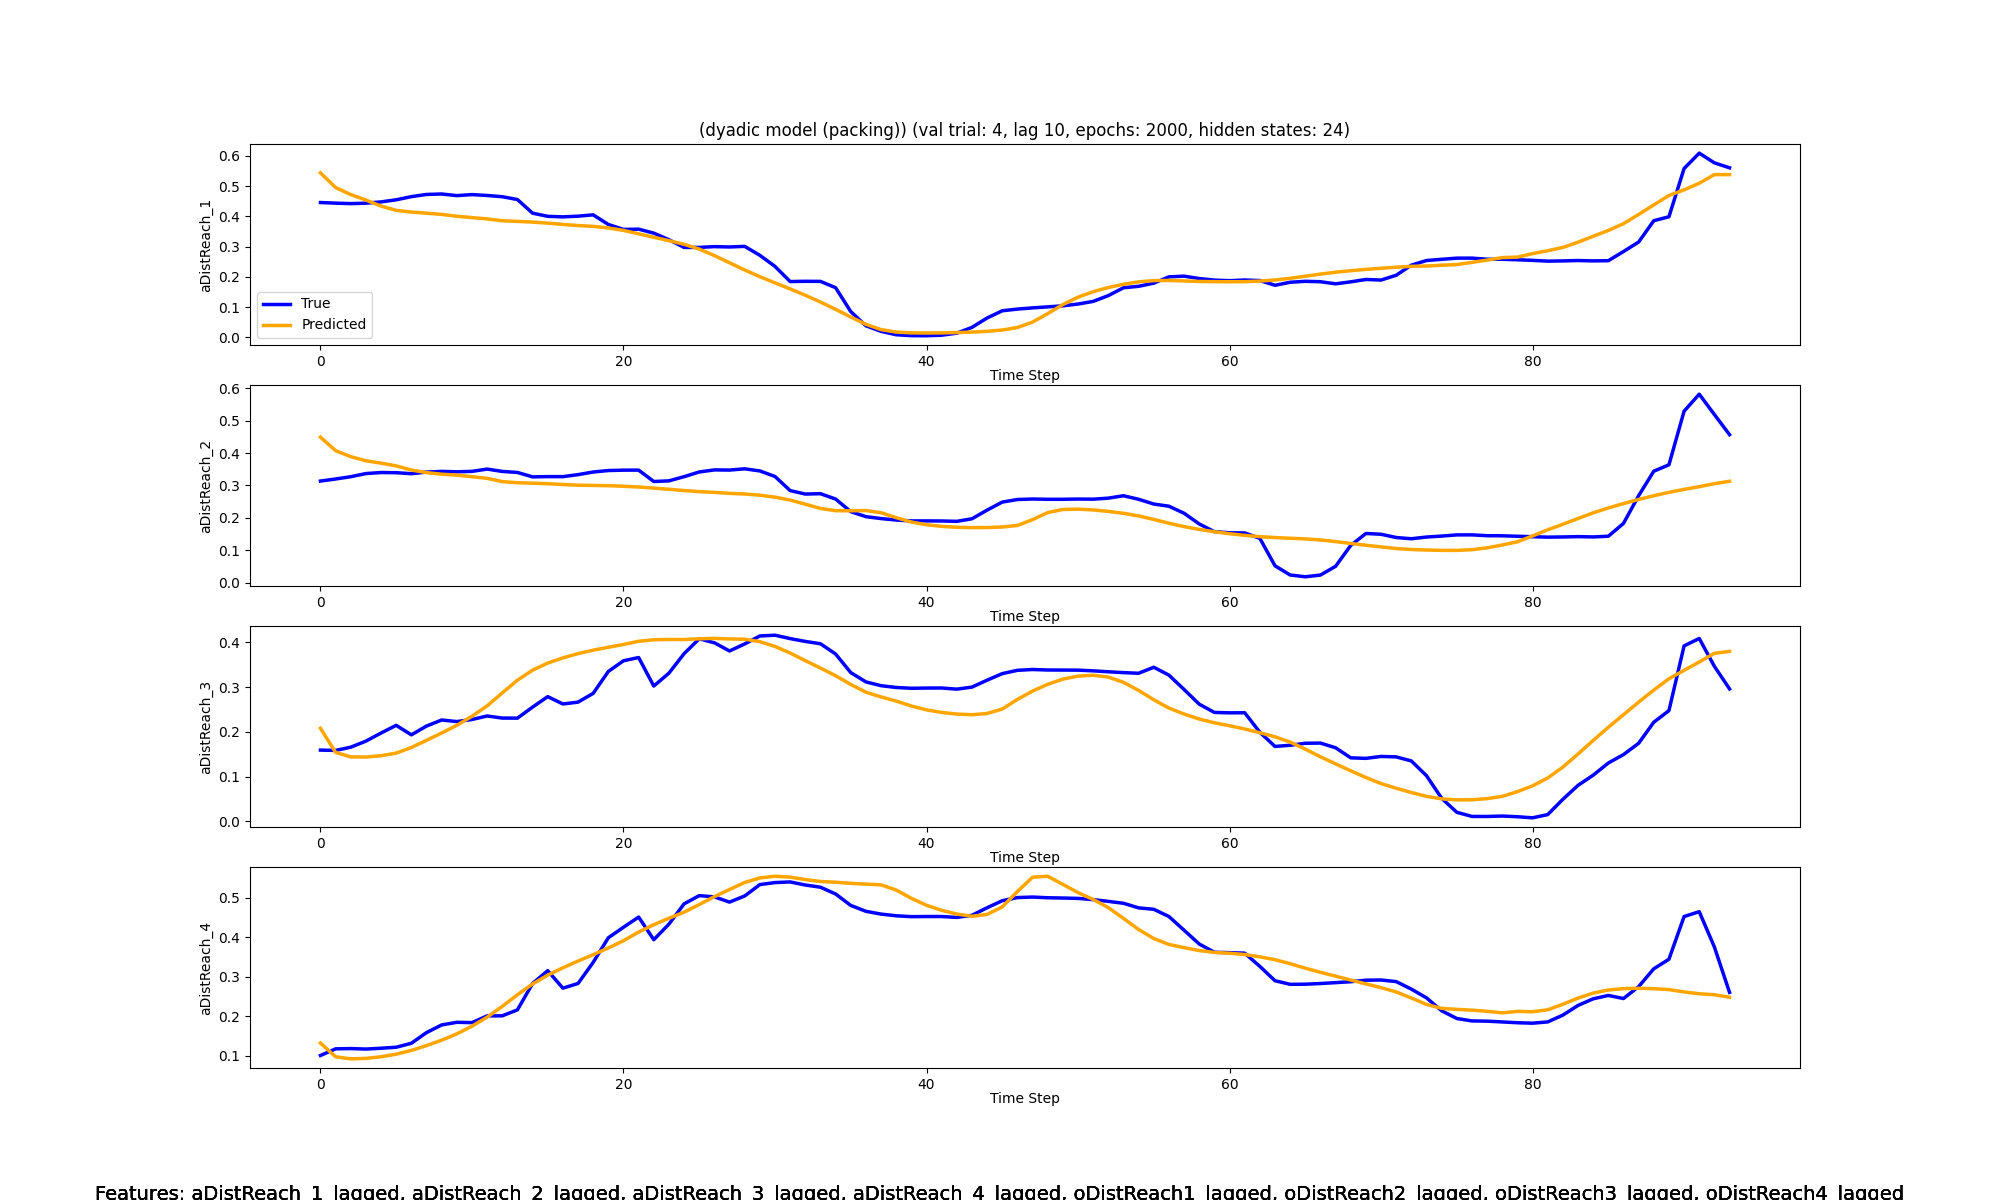 (dyadic model (packing)) (val trial: 4, lag 10, epochs: 2000, hidden states: 24)
0.6
0.5
0.4
0.3
0.2
0.1
0.0
aDistReach_1
True
Predicted
0 20 40 60 80
Time Step
0.6
0.5
0.4
0.3
0.2
0.1
0.0
aDistReach_2
0 20 40 60 80
Time Step
0.4
0.3
0.2
0.1
0.0
aDistReach_3
0 20 40 60 80
Time Step
0.5
0.4
0.3
0.2
0.1
aDistReach_4
0 20 40 60 80
Time Step
Features: aDistReach_1_lagged, aDistReach_2_lagged, aDistReach_3_lagged, aDistReach_4_lagged, oDistReach1_lagged, oDistReach2_lagged, oDistReach3_lagged, oDistReach4_lagged